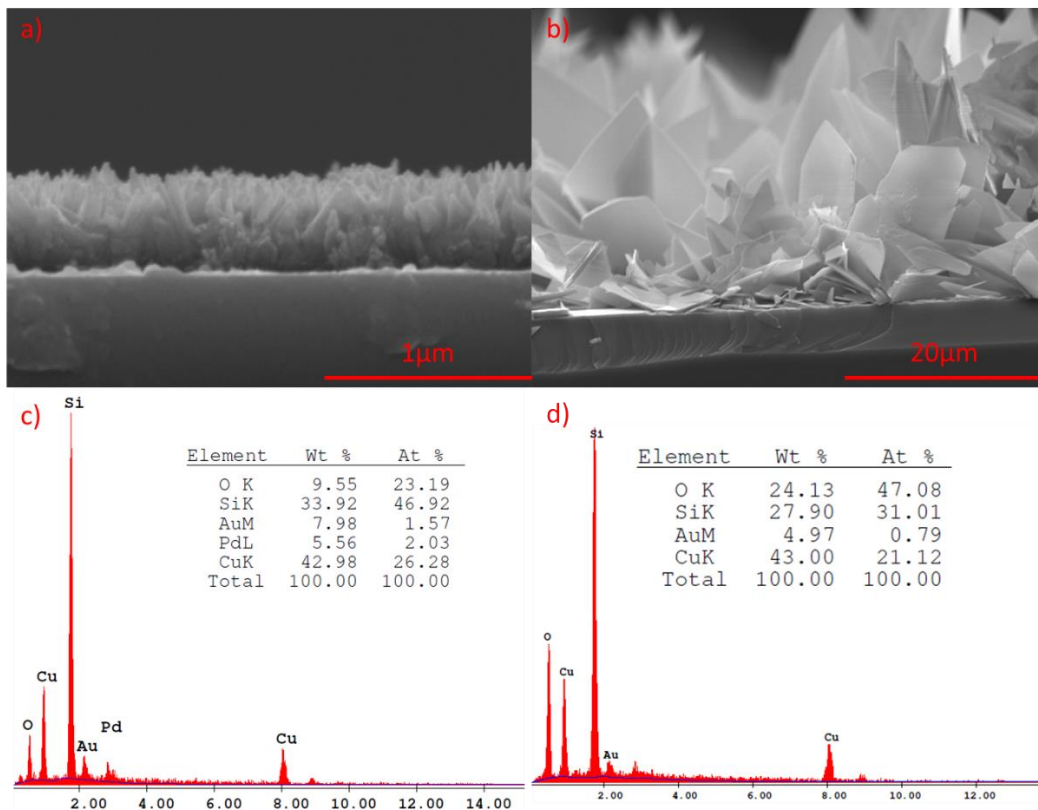 a)
b)
1µm
20µm
c)
Si
Element Wt % At %
O K 9.55 23.19
SiK 33.92 46.92
AuM 7.98 1.57
PdL 5.56 2.03
CuK 42.98 26.28
Total 100.00 100.00
Cu
O
Au
Pd
Cu
2.00 4.00 6.00 8.00 10.00 12.00 14.00
d)
Si
Element Wt % At %
O K 24.13 47.08
SiK 27.90 31.01
AuM 4.97 0.79
CuK 43.00 21.12
Total 100.00 100.00
O
Cu
Au
Cu
2.00 4.00 6.00 8.00 10.00 12.00